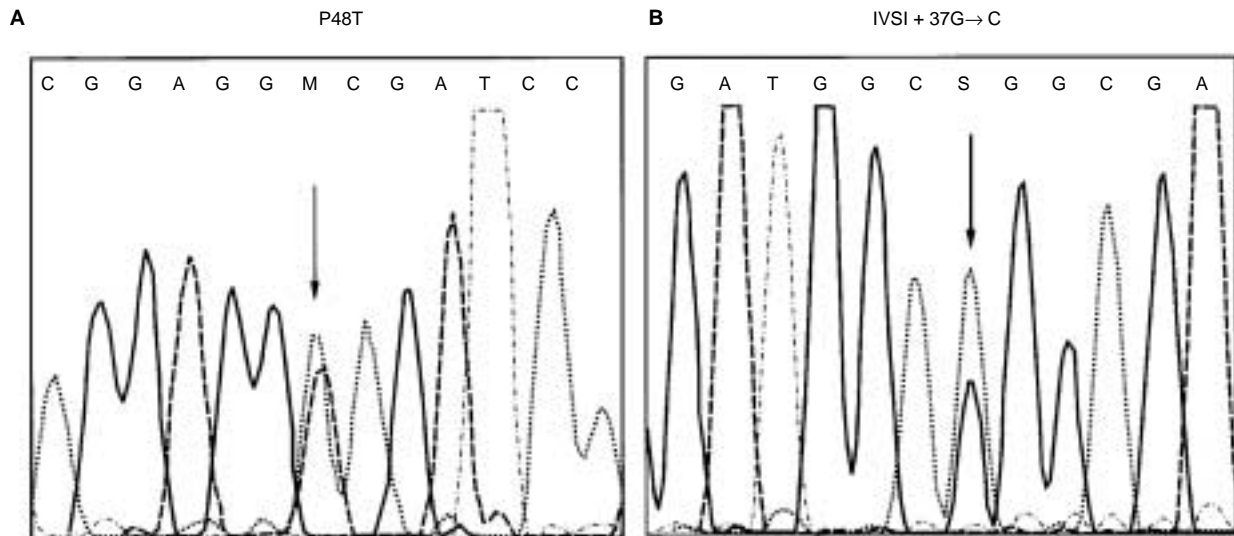 A
P48T
C G G A G G M C G A T C C
B
IVSI + 37G→ C
G A T G G C S G G C G A